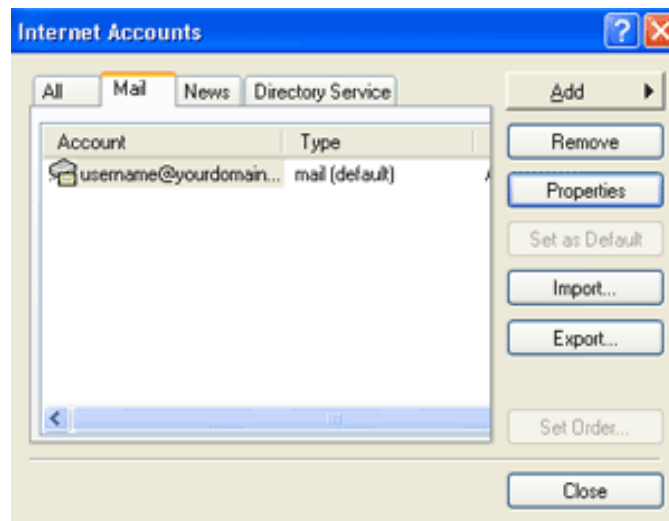 Internet Accounts
All Mail News Directory Service
Add
Account Type
Remove
username@yourdomain... mail (default)
Properties
Set as Default
Import...
Export...
Set Order...
Close